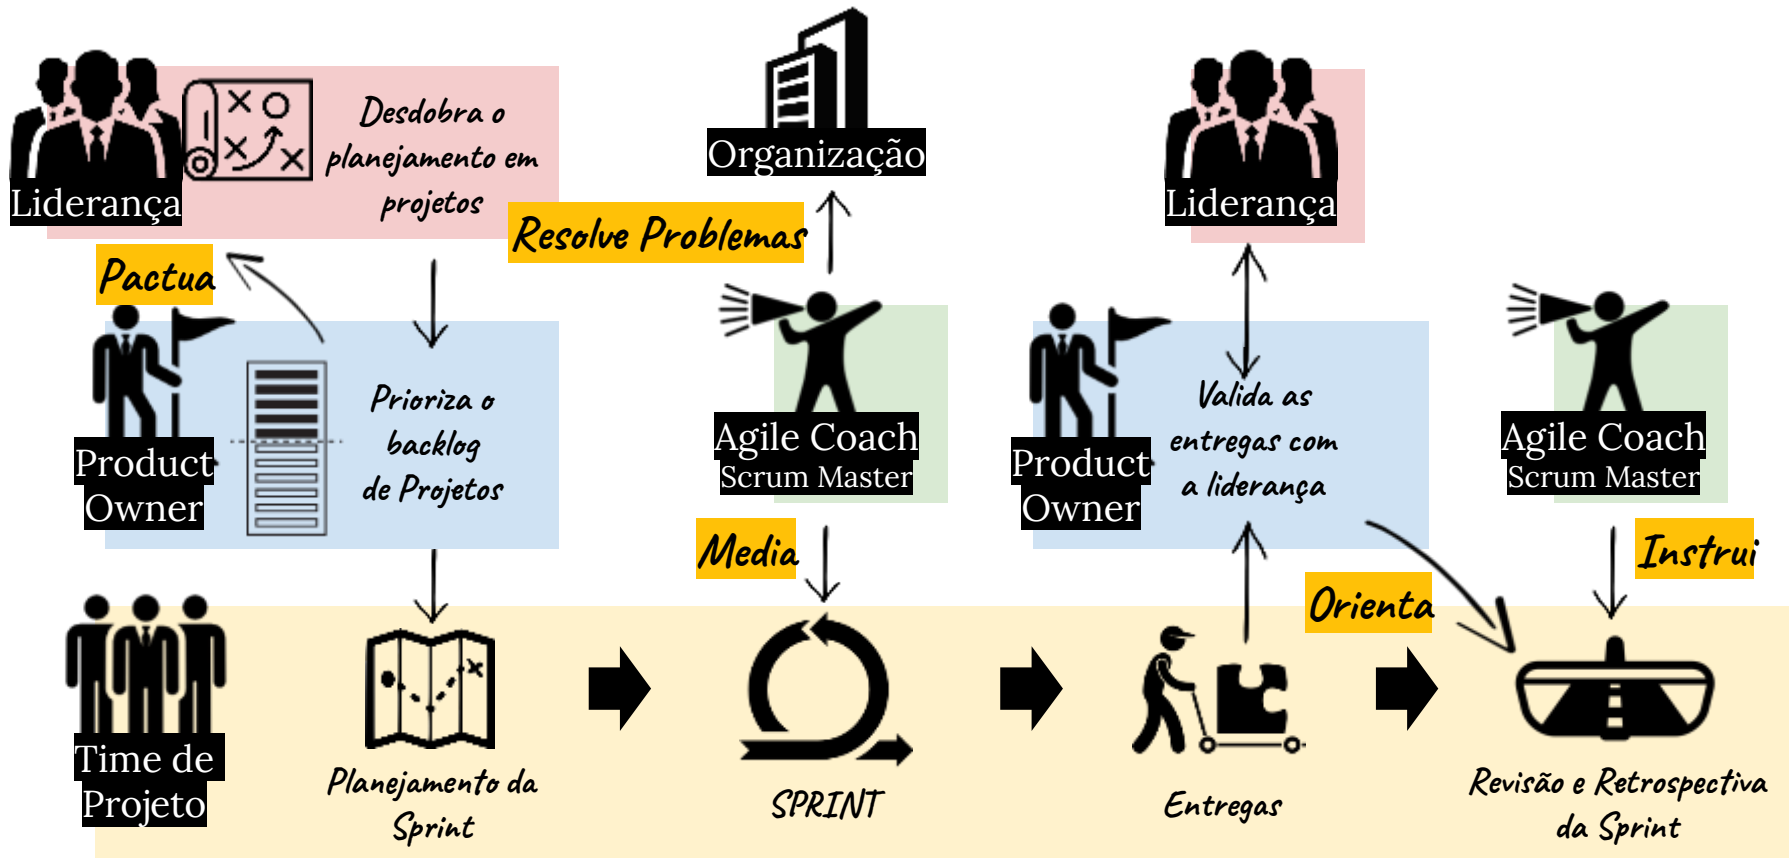 Liderança
Desdobra o
planejamento em
projetos
Organização
Liderança
Resolve Problemas
Pactua
Product
Owner
Prioriza o
backlog
de Projetos
Agile Coach
Scrum Master
Product
Owner
Valida as
entregas com
a liderança
Agile Coach
Scrum Master
Media
Orienta
Instrui
Time de
Projeto
Planejamento da
Sprint
SPRINT
Entregas
Revisão e Retrospectiva
da Sprint